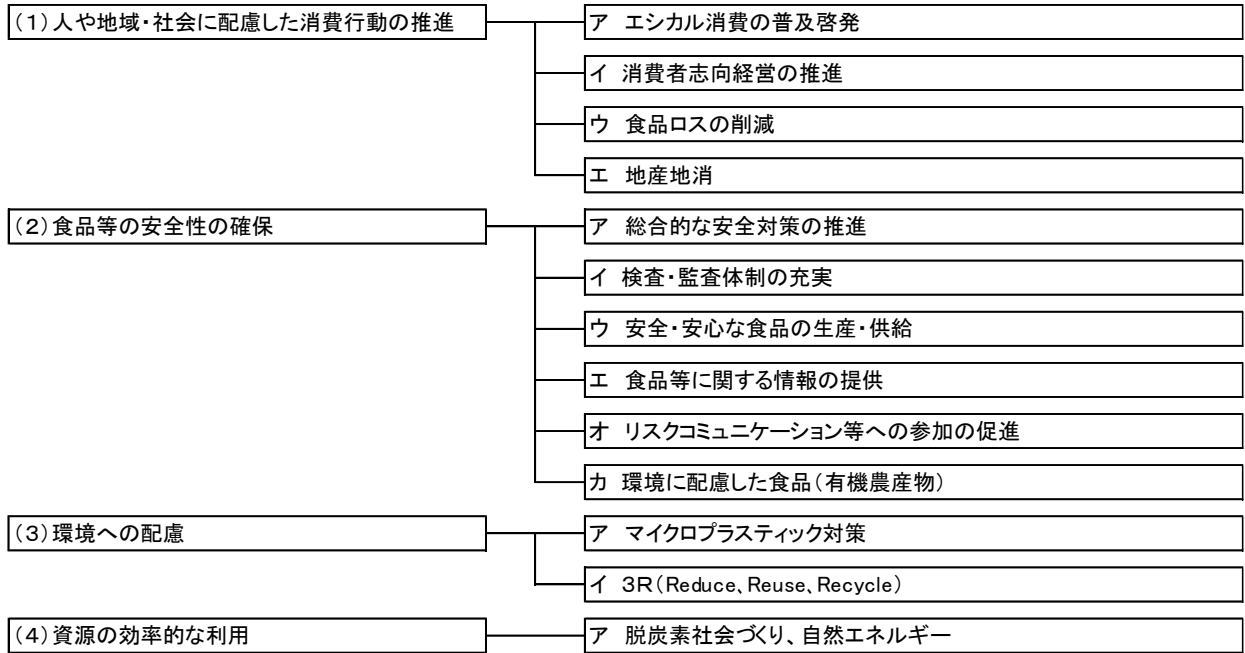 (1)人や地域・社会に配慮した消費行動の推進
ア エシカル消費の普及啓発
イ 消費者志向経営の推進
ウ 食品ロスの削減
エ 地産地消
(2)食品等の安全性の確保
ア 総合的な安全対策の推進
イ 検査・監査体制の充実
ウ 安全・安心な食品の生産・供給
エ 食品等に関する情報の提供
オ リスクコミュニケーション等への参加の促進
カ 環境に配慮した食品(有機農産物)
(3)環境への配慮
ア マイクロプラスティック対策
イ 3R(Reduce、Reuse、Recycle)
(4)資源の効率的な利用
ア 脱炭素社会づくり、自然エネルギー